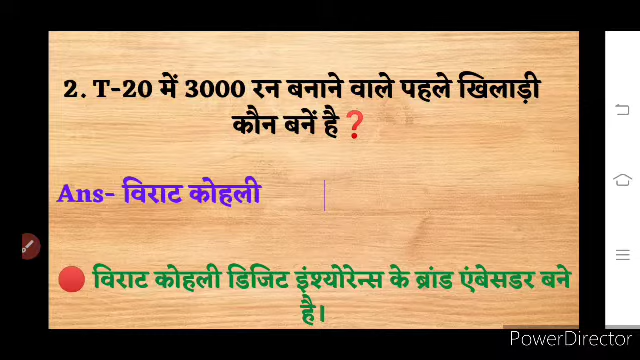 2. T-20 में 3000 रन बनाने वाले पहले खिलाड़ी
कौन बनें है❓
Ans- विराट कोहली
🔴 विराट कोहली डिजिट इंश्योरेन्स के ब्रांड एंबेसडर बने
है।
PowerDirector